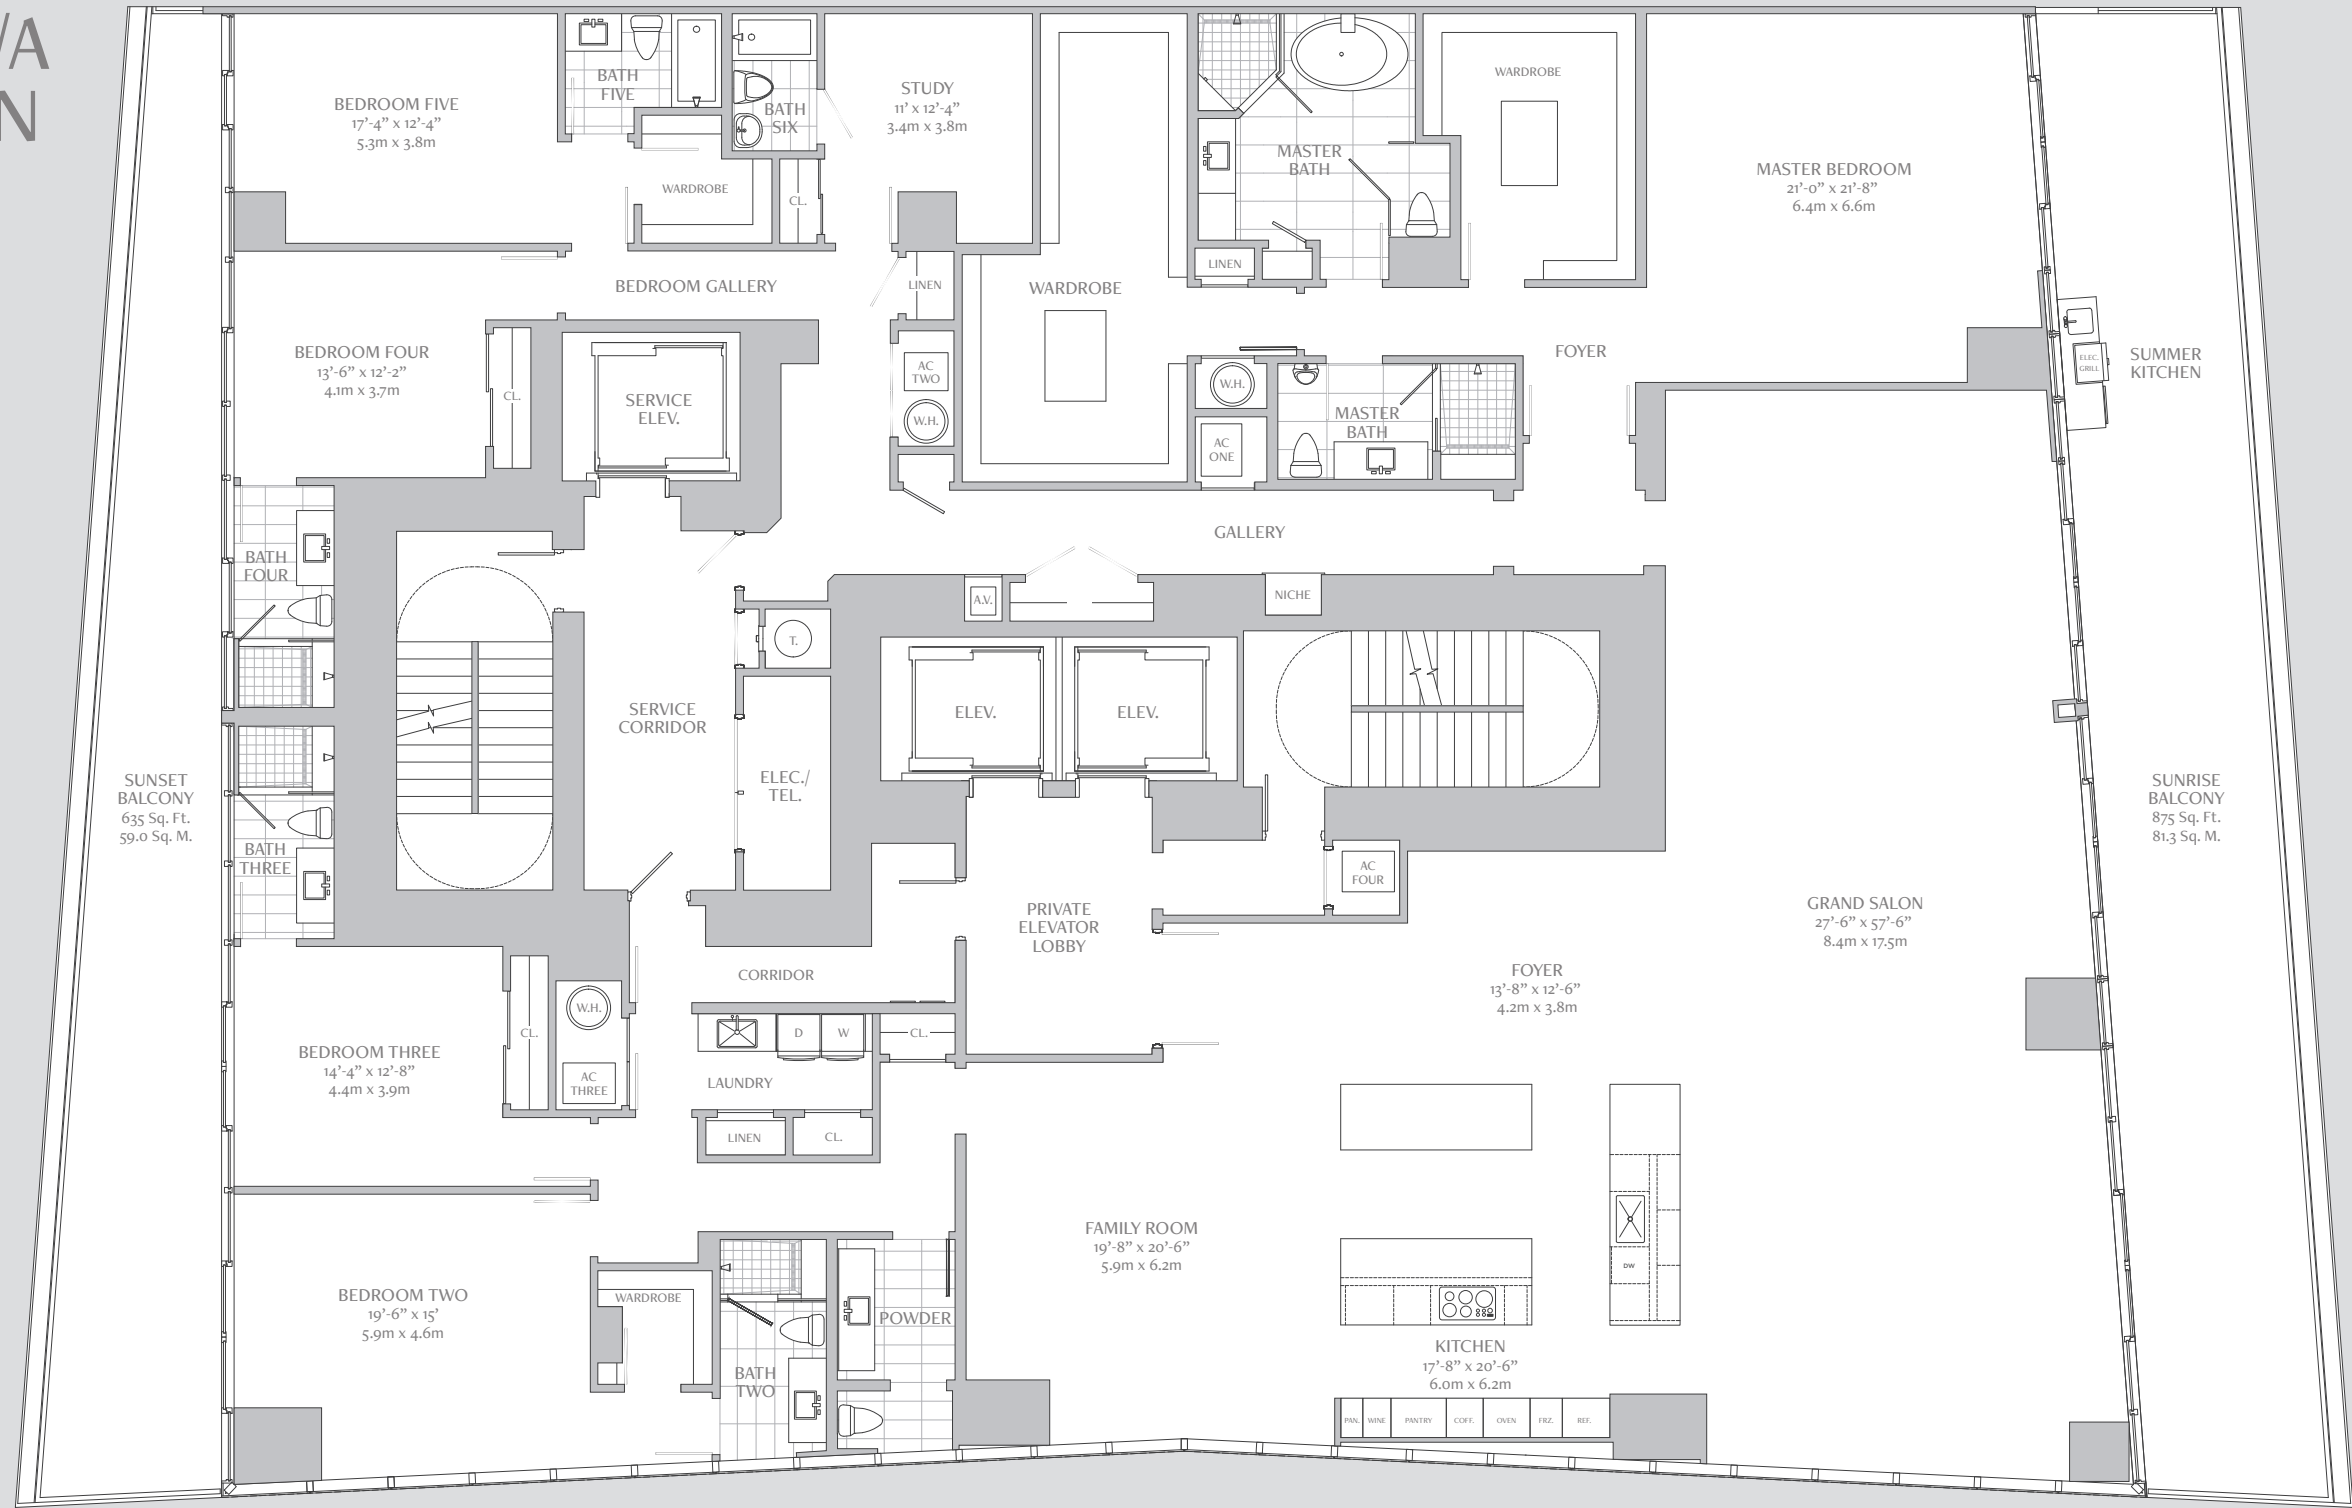 /A
N
BEDROOM FIVE
17'-4" x 12'-4"
5.3m x 3.8m
BATH
FIVE
BATH
SIX
STUDY
11' x 12'-4"
3.4m x 3.8m
WARDROBE
CL.
MASTER
BATH
WARDROBE
MASTER BEDROOM
21'-0" x 21'-8"
6.4m x 6.6m
BEDROOM GALLERY
LINEN
WARDROBE
LINEN
BEDROOM FOUR
13'-6" x 12'-2"
4.1m x 3.7m
CL.
SERVICE
ELEV.
AC
TWO
W.H.
W.H.
AC
ONE
MASTER
BATH
FOYER
ELEC.
GRILL
SUMMER
KITCHEN
BATH
FOUR
GALLERY
A.V.
NICHE
T.
SERVICE
CORRIDOR
ELEV.
ELEV.
ELEC./
TEL.
SUNSET
BALCONY
635 Sq. Ft.
59.0 Sq. M.
BATH
THREE
SUNRISE
BALCONY
875 Sq. Ft.
81.3 Sq. M.
AC
FOUR
PRIVATE
ELEVATOR
LOBBY
GRAND SALON
27'-6" x 57'-6"
8.4m x 17.5m
CORRIDOR
FOYER
13'-8" x 12'-6"
4.2m x 3.8m
W.H.
CL.
D
W
CL.
BEDROOM THREE
14'-4" x 12'-8"
4.4m x 3.9m
AC
THREE
LAUNDRY
LINEN
CL.
FAMILY ROOM
19'-8" x 20'-6"
5.9m x 6.2m
DW
BEDROOM TWO
19'-6" x 15'
5.9m x 4.6m
WARDROBE
POWDER
BATH
TWO
KITCHEN
17'-8" x 20'-6"
6.0m x 6.2m
PAN.
WINE
PANTRY
COFF.
OVEN
FRZ.
REF.